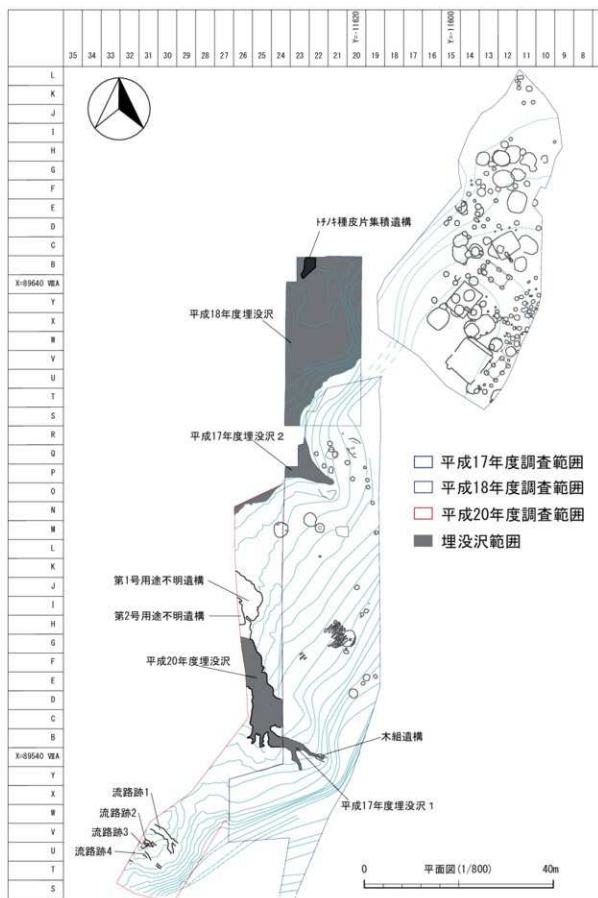 Y=-11620
Y=-11600
35 34 33 32 31 30 29 28 27 26 25 24 23 22 21 20 19 18 17 16 15 14 13 12 11 10 9 8
L
K
J
I
H
G
F
E
D
C
B
X=89640 ⅧA
Y
X
W
V
U
T
S
R
Q
P
O
N
M
L
K
J
I
H
G
F
E
D
C
B
X=89540 ⅦA
Y
X
W
V
U
T
S
トチノキ種皮片集積遺構
平成18年度埋没沢
平成17年度埋没沢2
平成17年度調査範囲
平成18年度調査範囲
平成20年度調査範囲
埋没沢範囲
第1号用途不明遺構
第2号用途不明遺構
平成20年度埋没沢
木組遺構
平成17年度埋没沢1
流路跡1
流路跡2
流路跡3
流路跡4
0 平面図(1/800) 40m